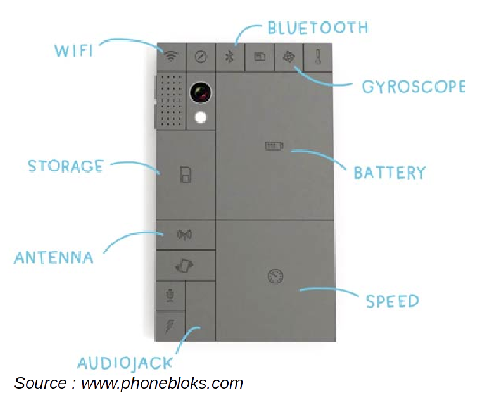 BLUETOOTH
WIFI
GYROSCOPE
STORAGE
BATTERY
ANTENNA
SPEED
AUDIOJACK
Source : www.phonebloks.com